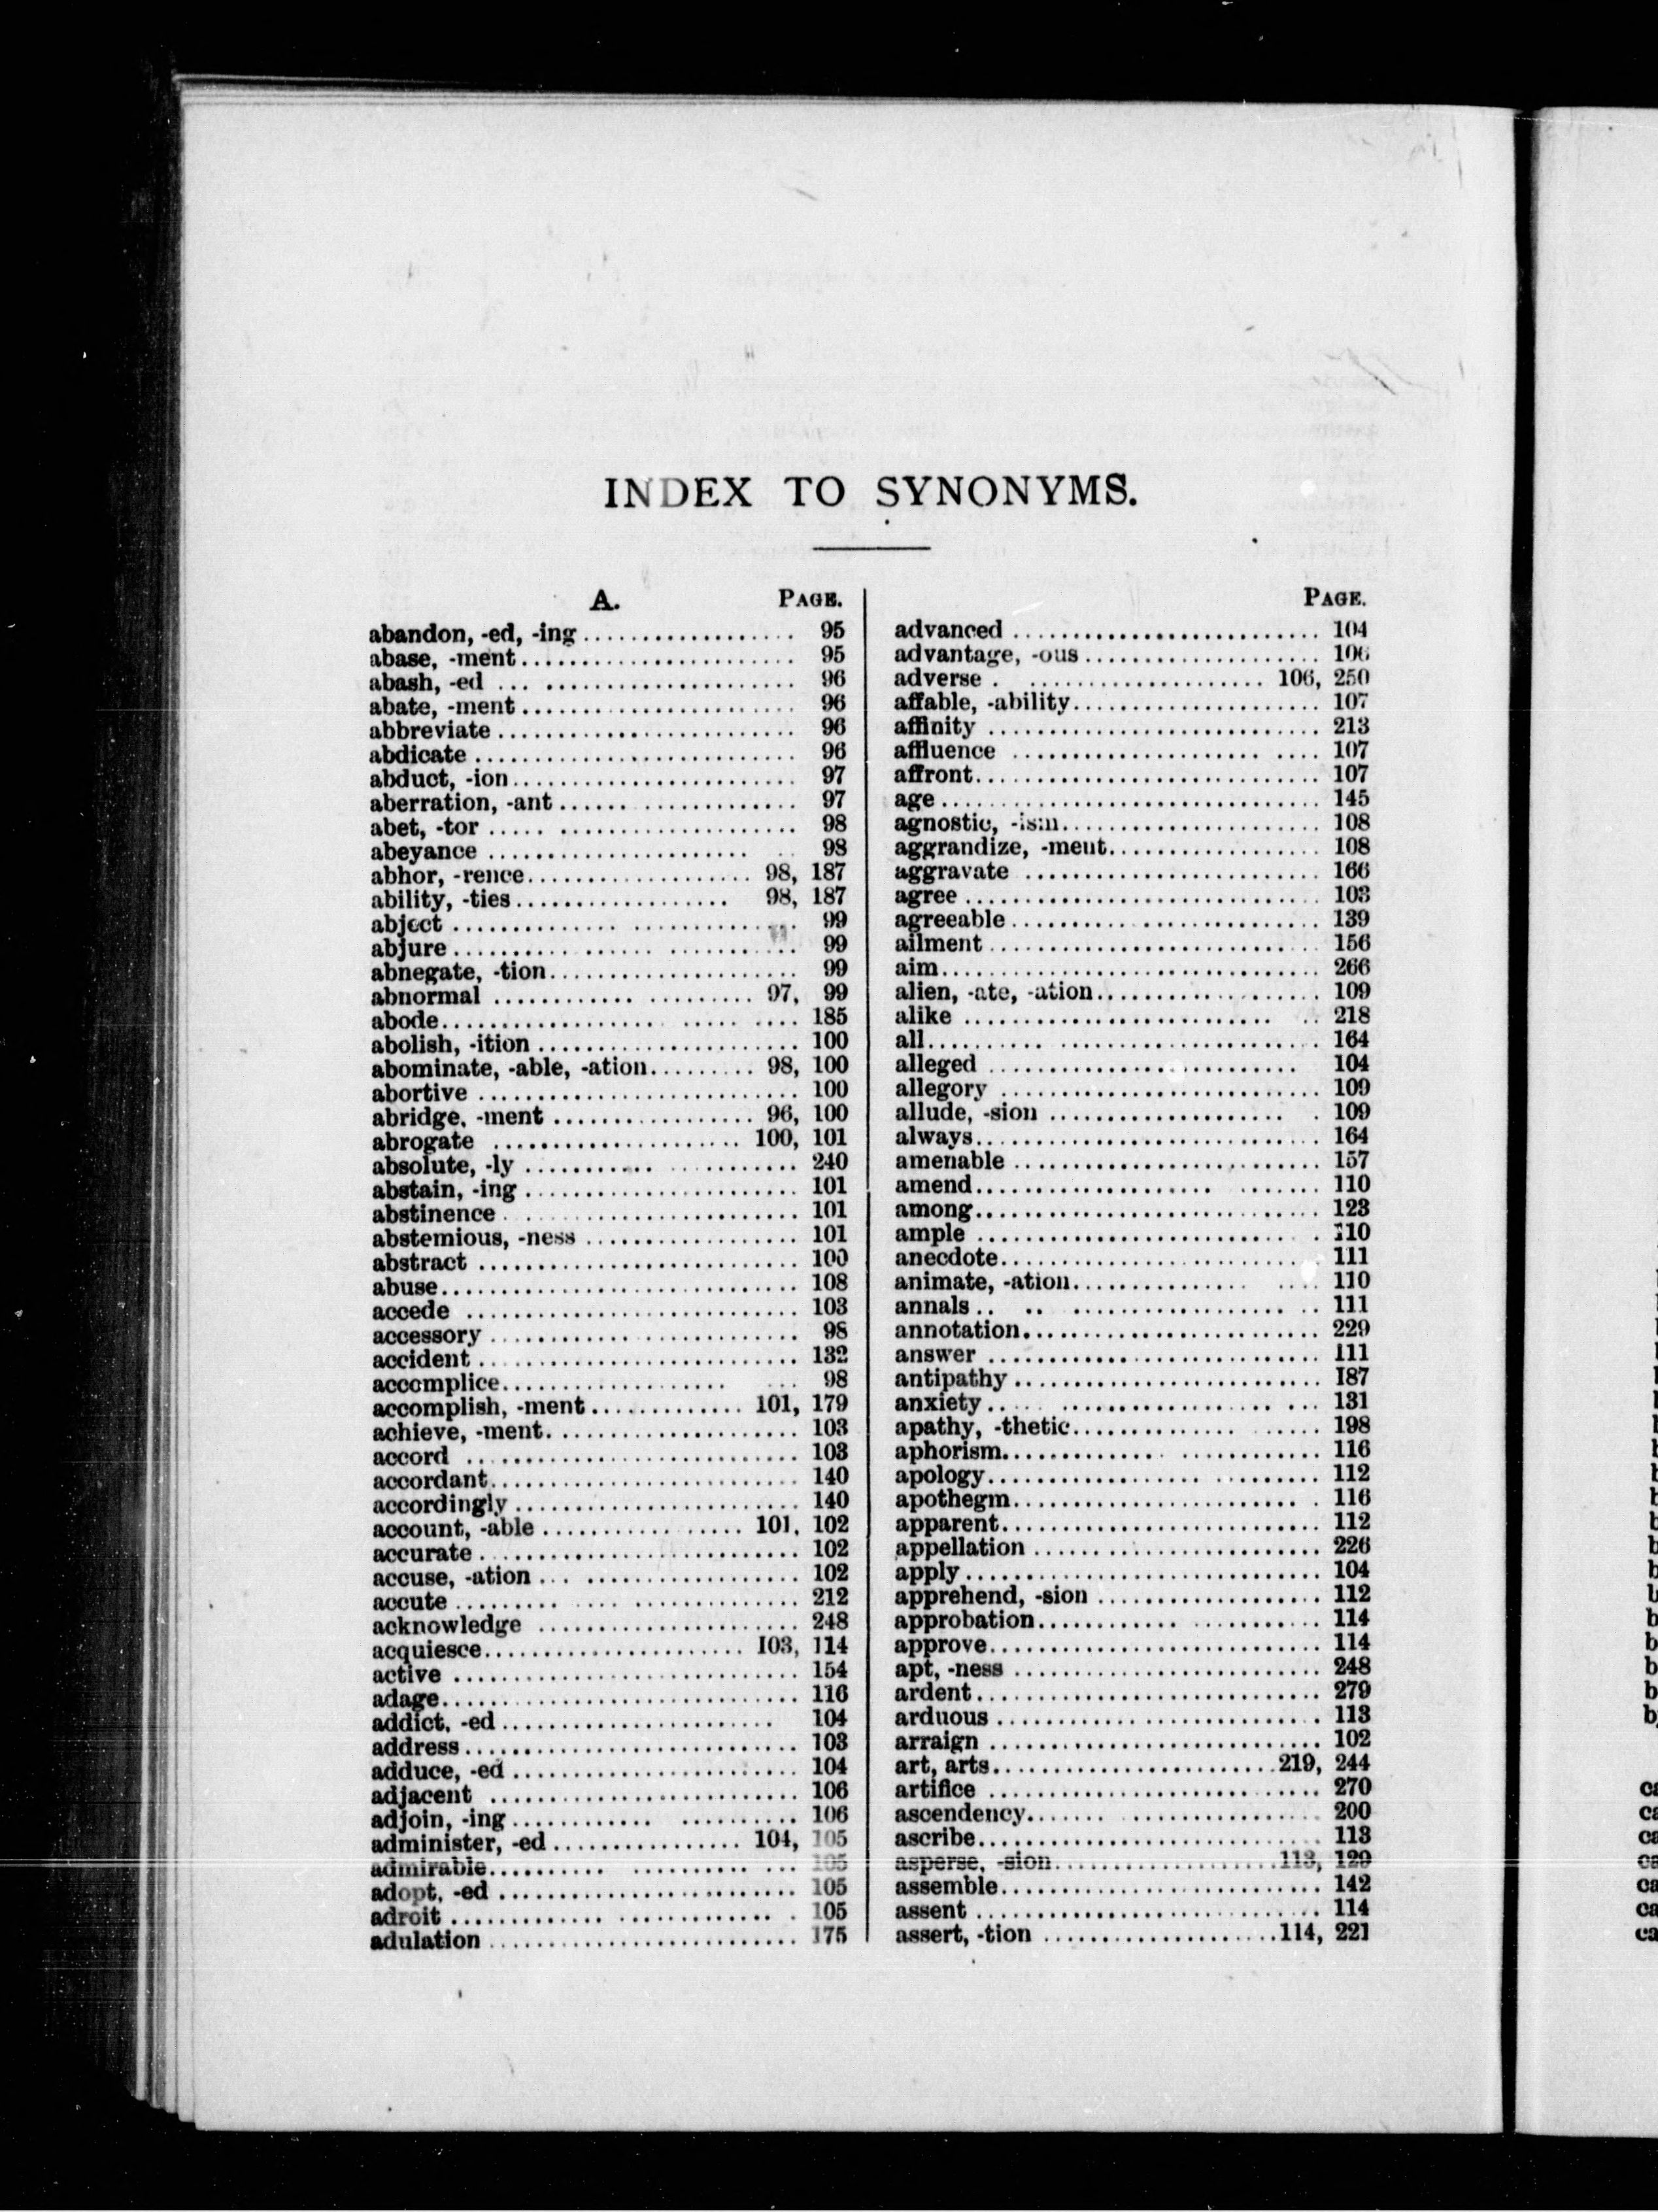 INDEX TO SYNONYMS.
A. PAGE.
abandon, -ed, -ing .................. 95
abase, -ment ....................... 95
abash, -ed ... ..................... 96
abate, -ment ....................... 96
abbreviate ......................... 96
abdicate ........................... 96
abduct, -ion ........................ 97
aberration, -ant .................... 97
abet, -tor ..... .................... 98
abeyance ...................... .. 98
abhor, -rence ................... 98, 187
ability, -ties .................. 98, 187
abject .............. .............. 99
abjure ............................. 99
abnegate, -tion ..................... 99
abnormal ............ .......... 97, 99
abode .................. ...... .... 185
abolish, -ition ...................... 100
abominate, -able, -ation ......... 98, 100
abortive ........................... 100
abridge, -ment ................. 96, 100
abrogate ..................... 100, 101
absolute, -ly ........... ........... 240
abstain, -ing ....................... 101
abstinence ......................... 101
abstemious, -ness .................. 101
abstract ........................... 100
abuse .............................. 108
accede ............................ 103
accessory .......................... 98
accident ........................... 132
acccmplice ................... ... 98
accomplish, -ment ............. 101, 179
achieve, -ment ..................... 103
accord ............................ 103
accordant .......................... 140
accordingly ........................ 140
account, -able ................. 101, 102
accurate ........................... 102
accuse, -ation ... .................. 102
accute ......... .... .............. 212
acknowledge ...................... 248
acquiesce ...................... 103, 114
active ............................. 154
adage .............................. 116
addict, -ed ....................... 104
address ............................ 103
adduce, -ed ........................ 104
adjacent .......................... 106
adjoin, -ing ............ .......... 106
administer, -ed ................ 104, 105
admirable .......... .......... ... 105
adopt, -ed ......................... 105
adroit ............. ............. . 105
adulation .......................... 175
PAGE.
advanced .......................... 104
advantage, -ous .................... 106
adverse . .................... 106, 250
affable, -ability ..................... 107
affinity ............................ 213
affluence ..................... .... 107
affront ............................. 107
age ................................ 145
agnostic, -ism ...................... 108
aggrandize, -ment .................. 108
aggravate ......................... 166
agree .............................. 103
agreeable .......................... 139
ailment ............................ 156
aim ................................ 266
alien, -ate, -ation ................... 109
alike .......................... .. 218
all .......... ...................... 164
alleged .......................... 104
allegory ........................... 109
allude, -sion .................... . 109
always ............................. 164
amenable .......................... 157
amend .................... ....... 110
among ............................. 123
ample ............................. 110
anecdote ........................... 111
animate, -ation ............... .... 110
annals .. .. .................. .. 111
annotation ......................... 229
answer ............................ 111
antipathy .......................... 187
anxiety .. .................. ... 131
apathy, -thetic .............. ...... 198
aphorism ............. ............. 116
apology .................. .......... 112
apothegm ........................ . 116
apparent ........................... 112
appellation ........................ 226
apply .............................. 104
apprehend, -sion ................... 112
approbation ............ ........... 114
approve ............................ 114
apt, -ness .......................... 248
ardent ............................. 279
arduous ........................... 113
arraign ............................ 102
art, arts ........................ 219, 244
artifice ............................ 270
ascendency ....... ................ 200
ascribe ............................. 113
asperse, -sion ................... 113, 129
assemble ........................... 142
assent ............................. 114
assert, -tion .................... 114, 221